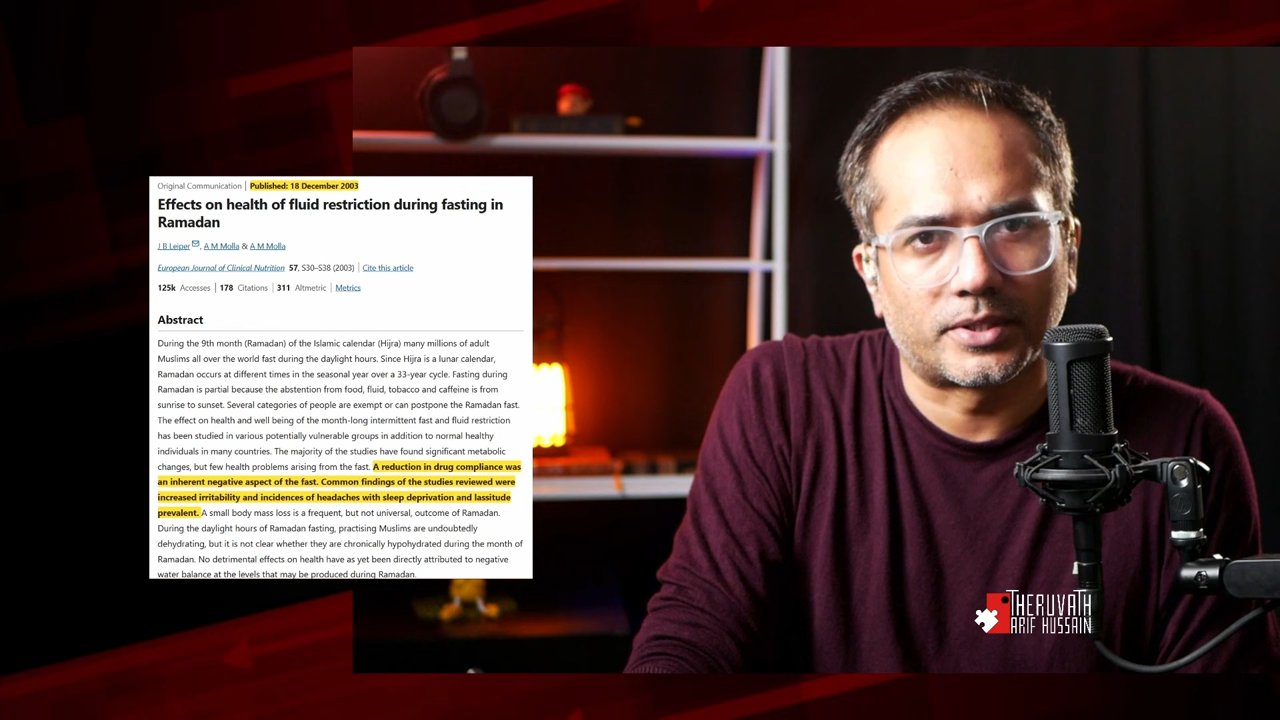 Original Communication | Published: 18 December 2003
Effects on health of fluid restriction during fasting in
Ramadan
J B Leiper, A M Molla & A M Molla
European Journal of Clinical Nutrition 57, S30–S38 (2003) | Cite this article
125k Accesses | 178 Citations | 311 Altmetric | Metrics
Abstract
During the 9th month (Ramadan) of the Islamic calendar (Hijra) many millions of adult
Muslims all over the world fast during the daylight hours. Since Hijra is a lunar calendar,
Ramadan occurs at different times in the seasonal year over a 33-year cycle. Fasting during
Ramadan is partial because the abstention from food, fluid, tobacco and caffeine is from
sunrise to sunset. Several categories of people are exempt or can postpone the Ramadan fast.
The effect on health and well being of the month-long intermittent fast and fluid restriction
has been studied in various potentially vulnerable groups in addition to normal healthy
individuals in many countries. The majority of the studies have found significant metabolic
changes, but few health problems arising from the fast. A reduction in drug compliance was
an inherent negative aspect of the fast. Common findings of the studies reviewed were
increased irritability and incidences of headaches with sleep deprivation and lassitude
prevalent. A small body mass loss is a frequent, but not universal, outcome of Ramadan.
During the daylight hours of Ramadan fasting, practising Muslims are undoubtedly
dehydrating, but it is not clear whether they are chronically hypohydrated during the month of
Ramadan. No detrimental effects on health have as yet been directly attributed to negative
water balance at the levels that may be produced during Ramadan.
THERUVATH
ARIF HUSSAIN